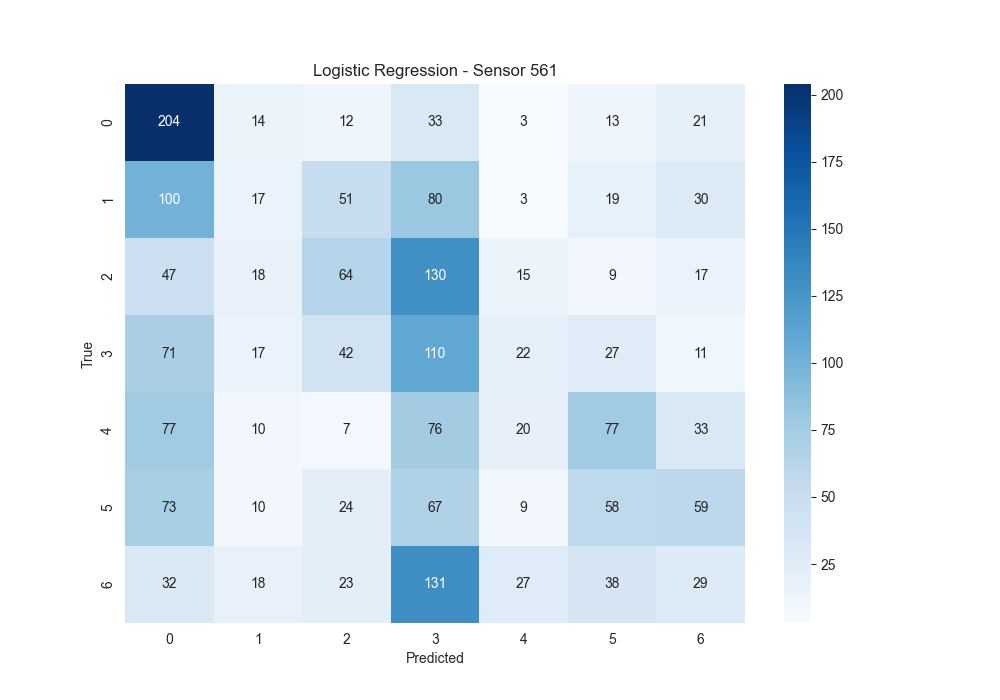 Logistic Regression - Sensor 561
0 204 14 12 33 3 13 21
1 100 17 51 80 3 19 30
2 47 18 64 130 15 9 17
3 71 17 42 110 22 27 11
4 77 10 7 76 20 77 33
5 73 10 24 67 9 58 59
6 32 18 23 131 27 38 29
0 1 2 3 4 5 6
Predicted
True
200
175
150
125
100
75
50
25